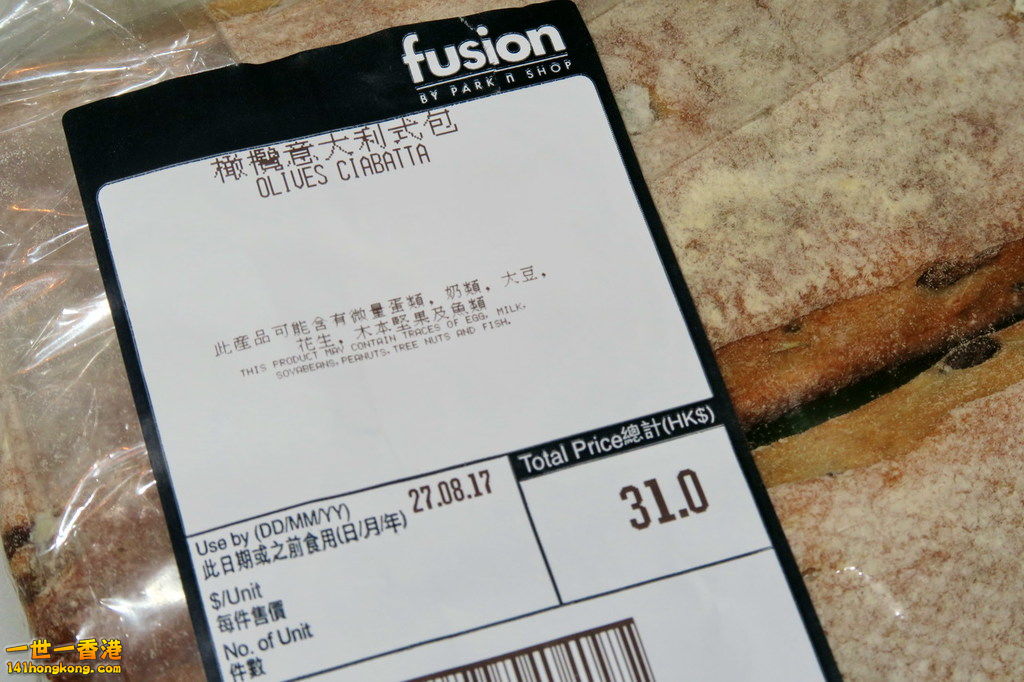 fusion
BY PARK N SHOP
橄欖意大利式包
OLIVES CIABATTA
此產品可能含有微量蛋類, 奶類, 大豆,
花生, 木本堅果及魚類
THIS PRODUCT MAY CONTAIN TRACES OF EGG, MILK,
SOYABEANS, PEANUTS, TREE NUTS AND FISH.
Total Price總計(HK$)
31.0
Use by (DD/MM/YY) 27.08.17
此日期或之前食用(日/月/年)
$/Unit
每件售價
No. of Unit
件數
一世一香港
141hongkong.com